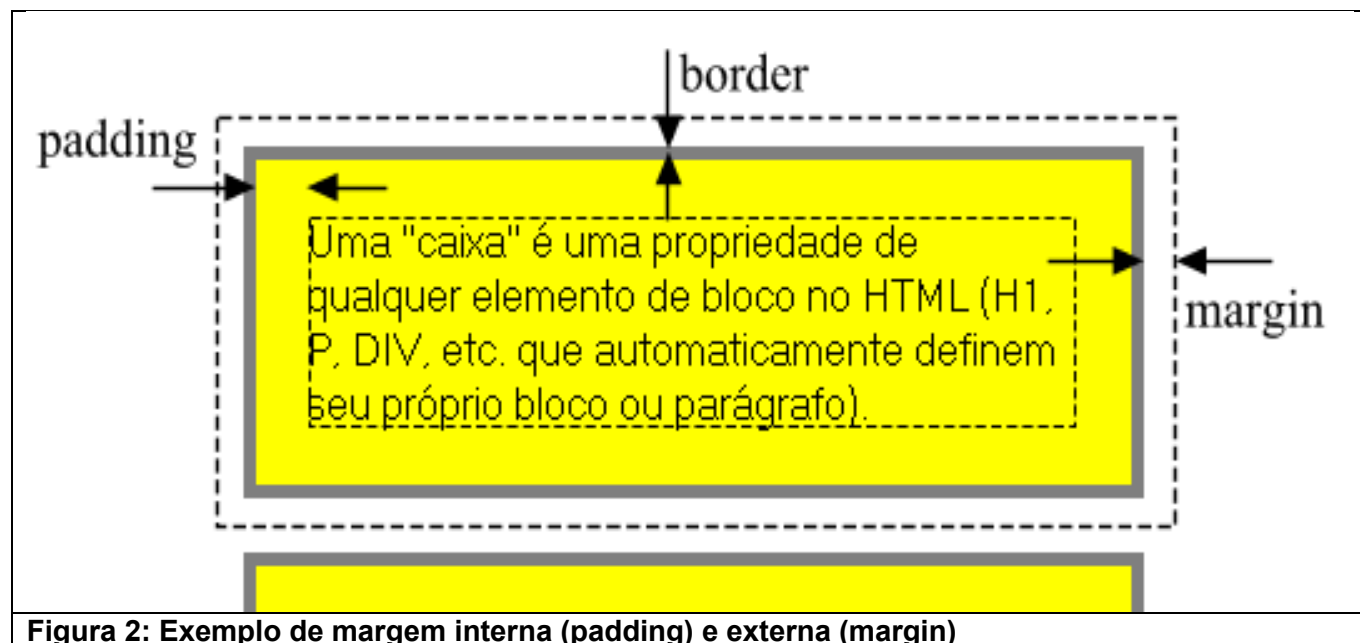 border
padding
Uma "caixa" é uma propriedade de
qualquer elemento de bloco no HTML (H1,
P, DIV, etc. que automaticamente definem
seu próprio bloco ou parágrafo).
margin
Figura 2: Exemplo de margem interna (padding) e externa (margin)